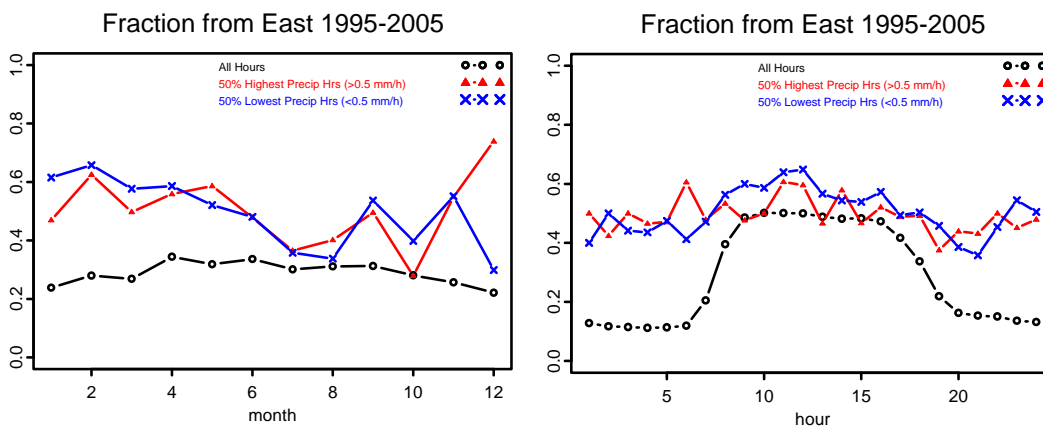 Fraction from East 1995-2005
All Hours
50% Highest Precip Hrs (>0.5 mm/h)
50% Lowest Precip Hrs (<0.5 mm/h)
1.0
0.8
0.6
0.4
0.2
0.0
2 4 6 8 10 12
month
Fraction from East 1995-2005
All Hours
50% Highest Precip Hrs (>0.5 mm/h)
50% Lowest Precip Hrs (<0.5 mm/h)
1.0
0.8
0.6
0.4
0.2
0.0
5 10 15 20
hour